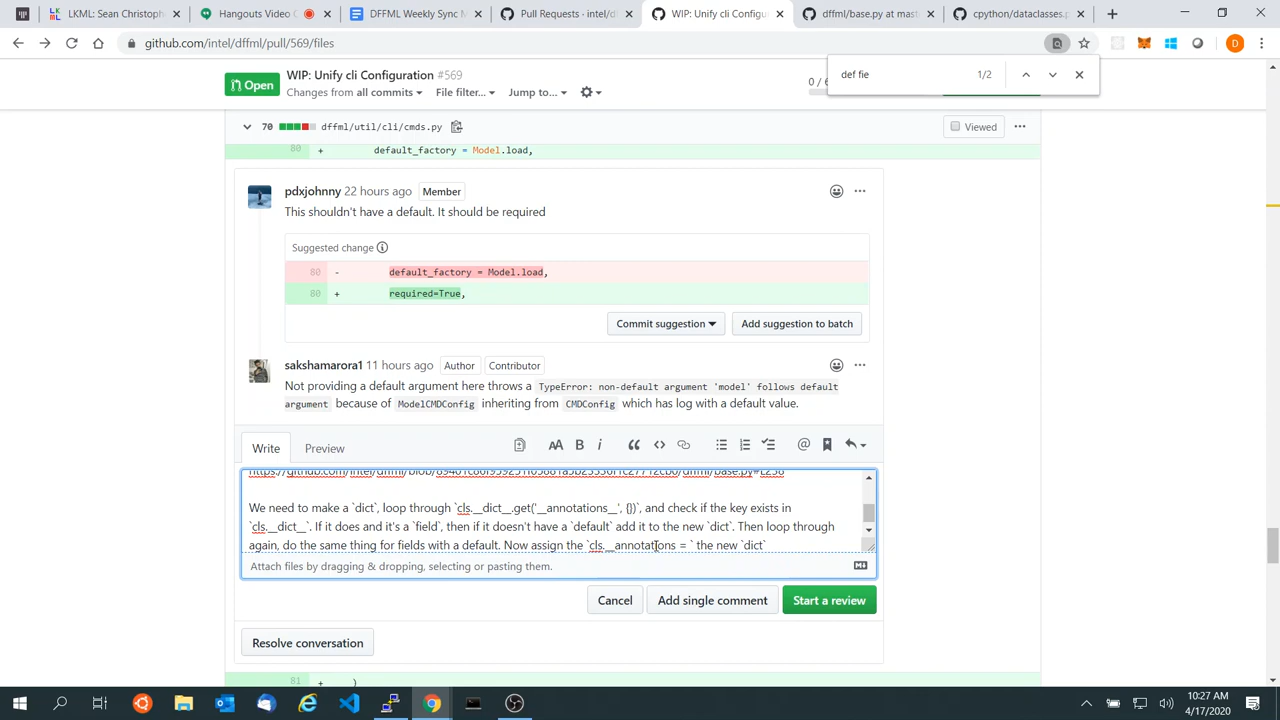 LKML: Sean Christoph
Hangouts Video C
DFFML Weekly Sync M
Pull Requests · intel/df
WIP: Unify cli Configu
dffml/base.py at mast
cpython/dataclasses.p
github.com/intel/dffml/pull/569/files
D
def fie
1/2
Open
WIP: Unify cli Configuration #569
Changes from all commits
File filter...
Jump to...
0 / 6
70
dffml/util/cli/cmds.py
Viewed
80 + default_factory = Model.load,
pdxjohnny 22 hours ago Member
This shouldn't have a default. It should be required
Suggested change
80 - default_factory = Model.load,
80 + required=True,
Commit suggestion
Add suggestion to batch
sakshamarora1 11 hours ago Author Contributor
Not providing a default argument here throws a TypeError: non-default argument 'model' follows default
argument because of ModelCMDConfig inheriting from CMDConfig which has log with a default value.
Write
Preview
We need to make a `dict`, loop through `cls.__dict__.get('__annotations__', {})`, and check if the key exists in
`cls.__dict__`. If it does and it's a `field`, then if it doesn't have a `default` add it to the new `dict`. Then loop through
again, do the same thing for fields with a default. Now assign the `cls.__annotations = ` the new `dict`
Attach files by dragging & dropping, selecting or pasting them.
Cancel
Add single comment
Start a review
Resolve conversation
81 + )
10:27 AM
4/17/2020